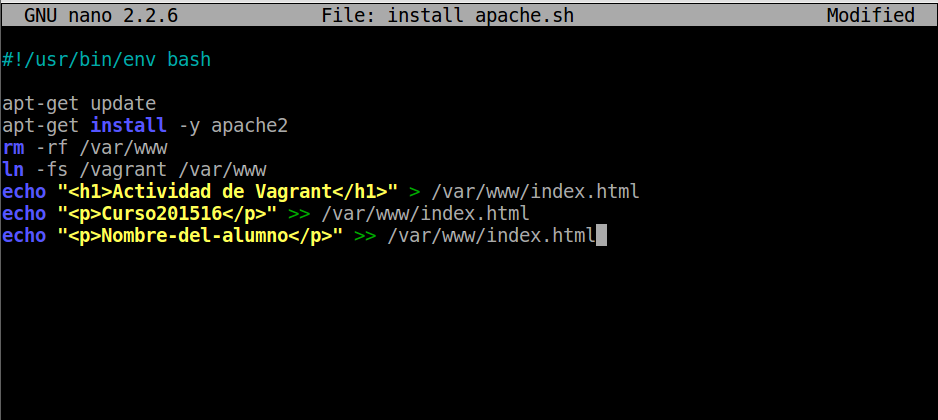 GNU nano 2.2.6 File: install apache.sh Modified
#!/usr/bin/env bash
apt-get update
apt-get install -y apache2
rm -rf /var/www
ln -fs /vagrant /var/www
echo "<h1>Actividad de Vagrant</h1>" > /var/www/index.html
echo "<p>Curso201516</p>" >> /var/www/index.html
echo "<p>Nombre-del-alumno</p>" >> /var/www/index.html